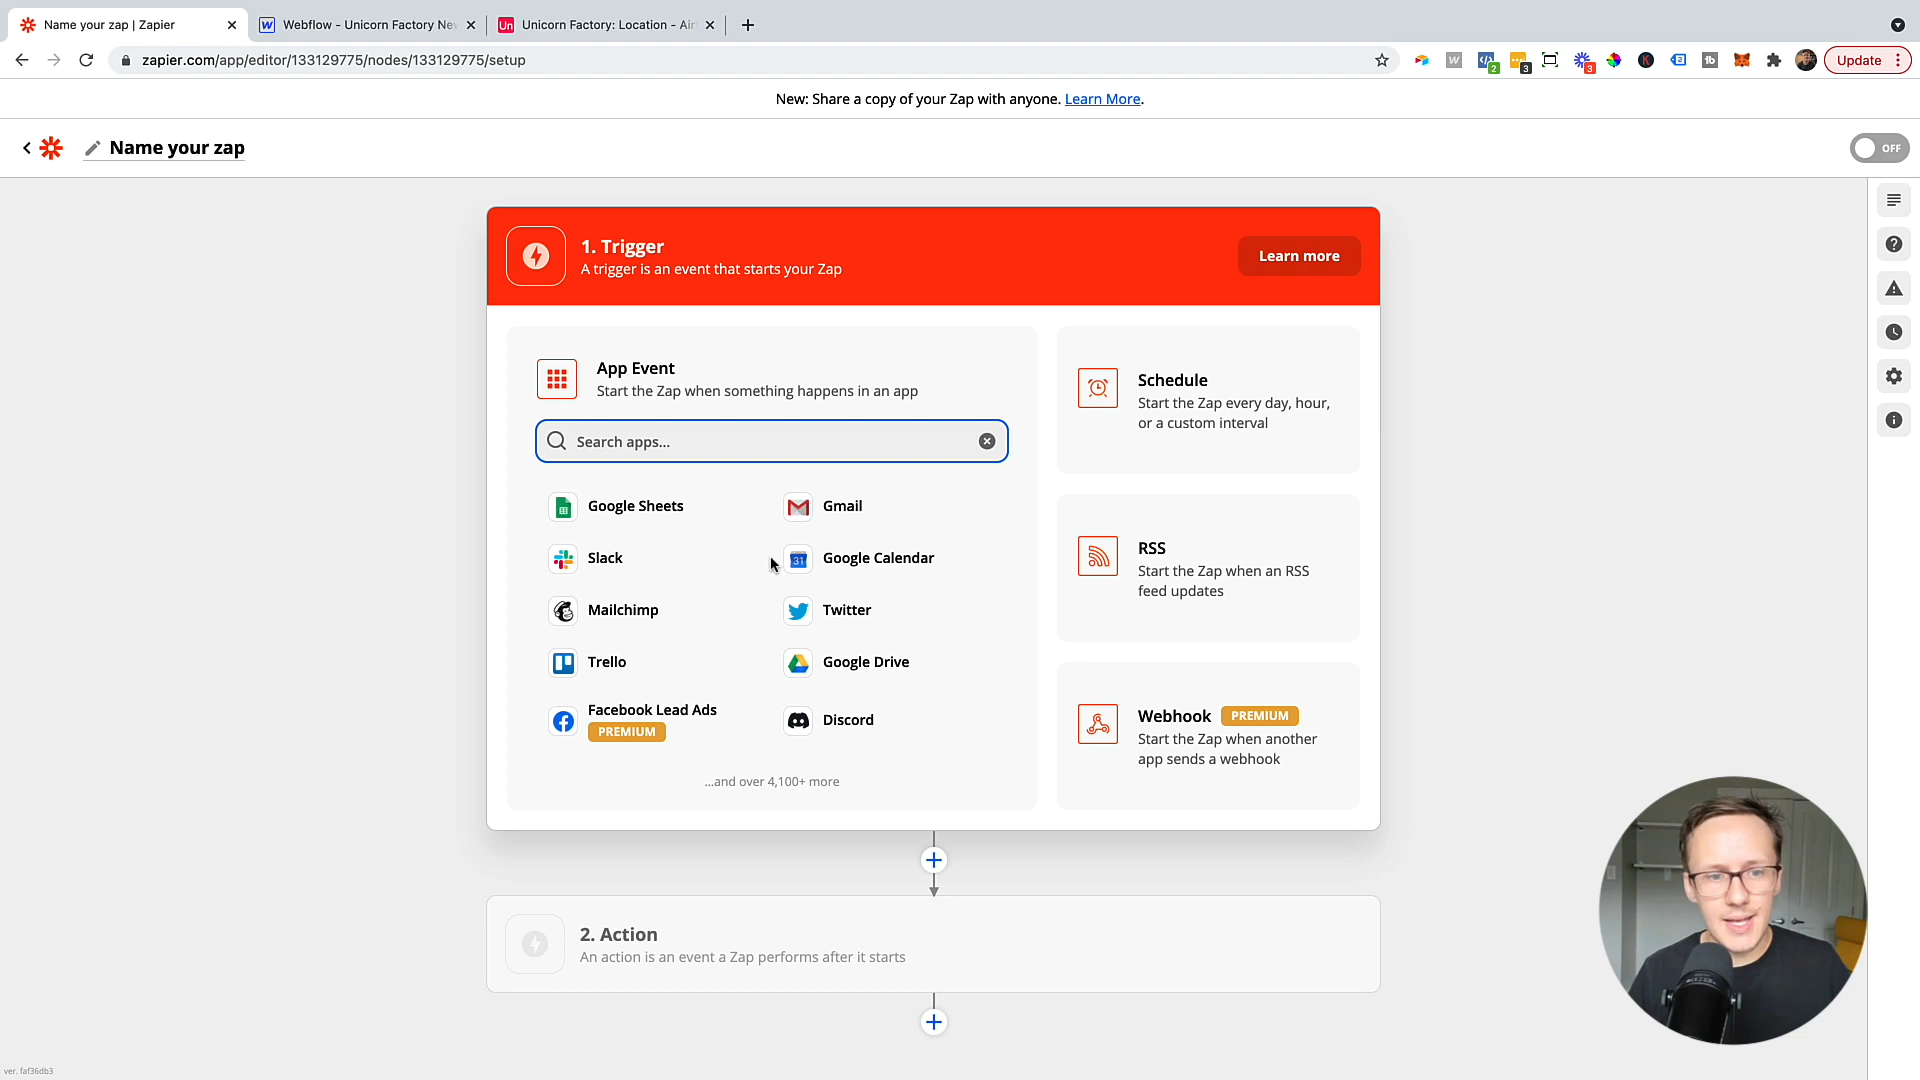 Name your zap | Zapier
Webflow - Unicorn Factory Ne
Unicorn Factory: Location - Air
zapier.com/app/editor/133129775/nodes/133129775/setup
2
3
3
Update
New: Share a copy of your Zap with anyone. Learn More.
Name your zap
OFF
1. Trigger
A trigger is an event that starts your Zap
Learn more
App Event
Start the Zap when something happens in an app
Search apps...
Google Sheets
Gmail
Slack
31
Google Calendar
Mailchimp
Twitter
Trello
Google Drive
Facebook Lead Ads
PREMIUM
Discord
...and over 4,100+ more
Schedule
Start the Zap every day, hour,
or a custom interval
RSS
Start the Zap when an RSS
feed updates
Webhook PREMIUM
Start the Zap when another
app sends a webhook
2. Action
An action is an event a Zap performs after it starts
ver. faf36db3